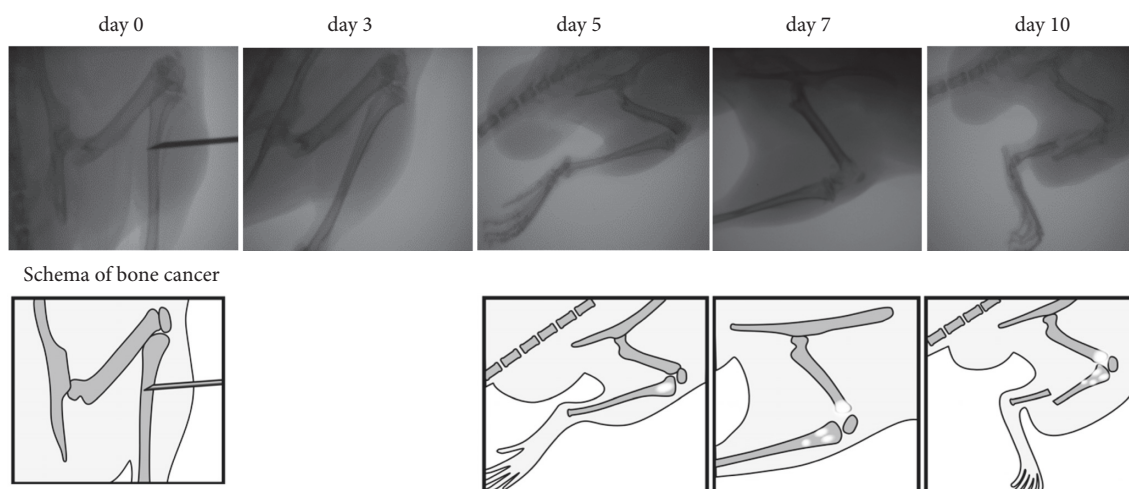 day 0
day 3
day 5
day 7
day 10
Schema of bone cancer